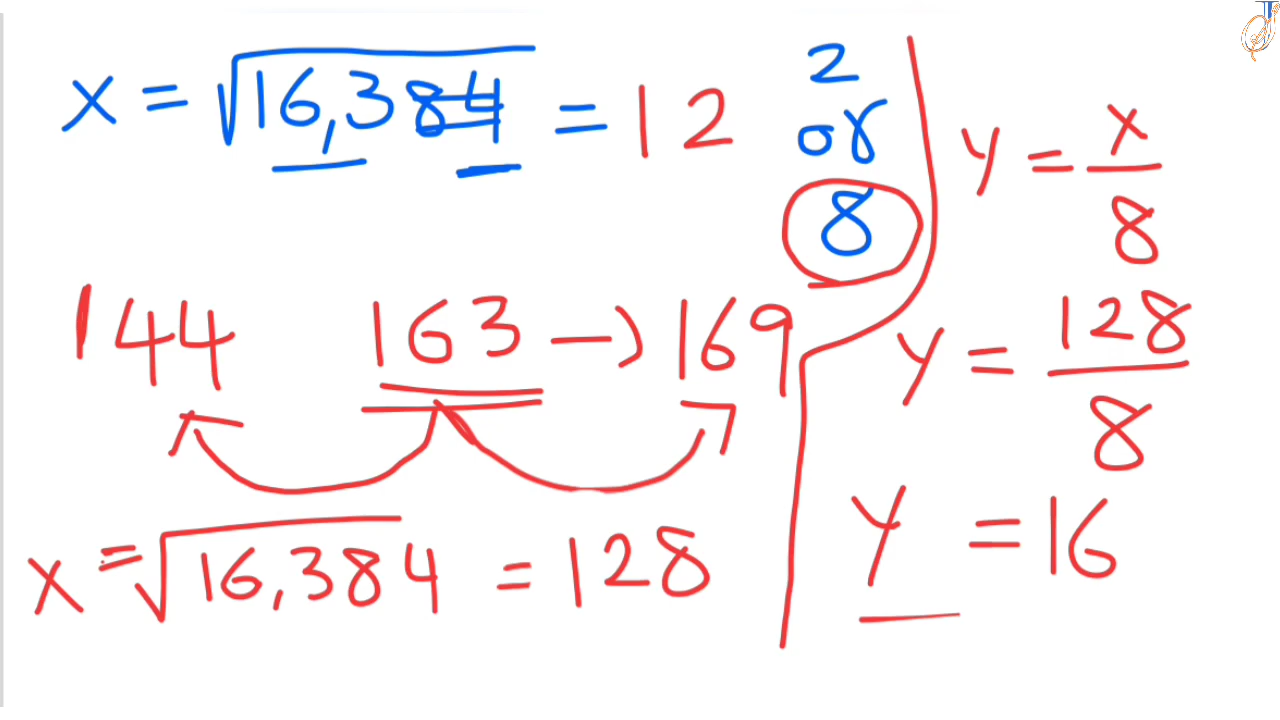 x = √16,384 = 12
2
or
8
144 163 → 169
x = √16,384 = 128
y = x/8
y = 128/8
y = 16